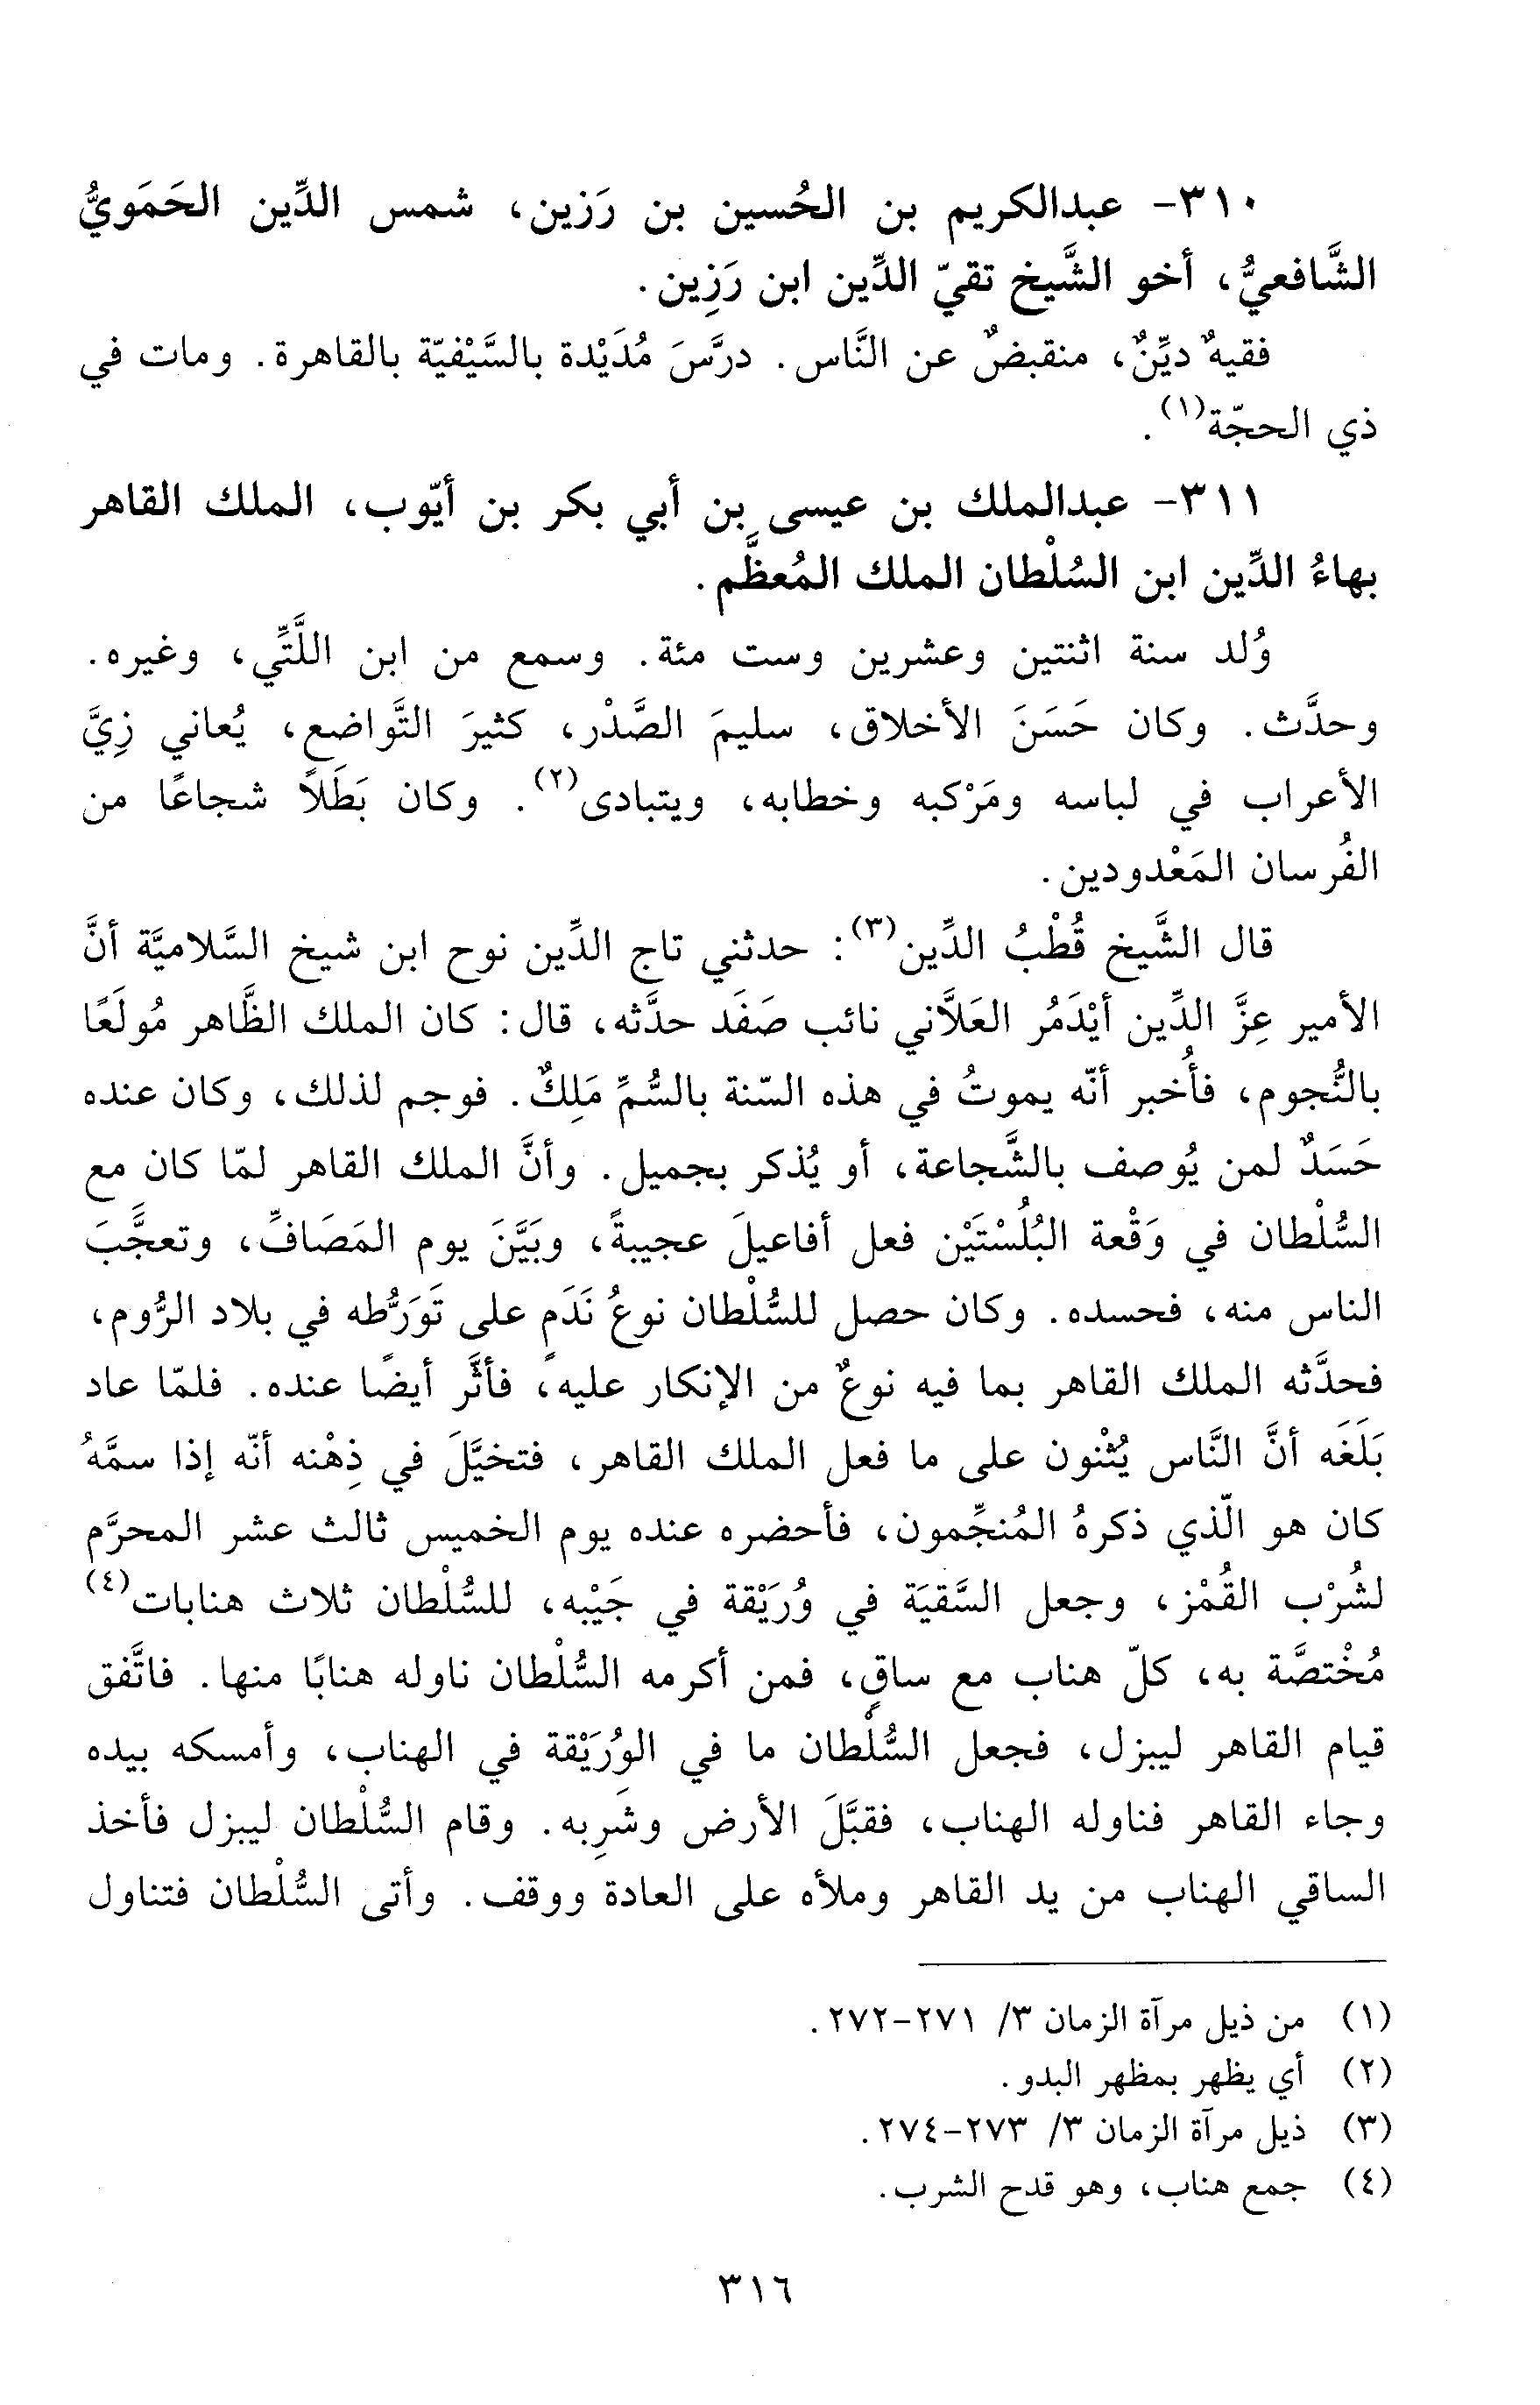 ٣١٠- عبدالكريم بن الحُسين بن رَزين، شمس الدِّين الحَمَويُّ
الشَّافعيُّ، أخو الشَّيخ تقيّ الدِّين ابن رَزِين.
فقيهٌ ديِّنٌ، منقبضٌ عن النَّاس. درَّسَ مُدَيْدة بالسَّيْفيّة بالقاهرة. ومات في
ذي الحجّة(١).
٣١١- عبدالملك بن عيسى بن أبي بكر بن أيّوب، الملك القاهر
بهاءُ الدِّين ابن السُلْطان الملك المُعظَّم.
وُلد سنة اثنتين وعشرين وست مئة. وسمع من ابن اللَّتِّي، وغيره.
وحدَّث. وكان حَسَنَ الأخلاق، سليمَ الصَّدْر، كثيرَ التَّواضع، يُعاني زِيَّ
الأعراب في لباسه ومَرْكبه وخطابه، ويتبادى(٢). وكان بَطَلاً شجاعًا من
الفُرسان المَعْدودين.
قال الشَّيخ قُطْبُ الدِّين(٣): حدثني تاج الدِّين نوح ابن شيخ السَّلاميَّة أنَّ
الأمير عِزَّ الدِّين أيْدَمُر العَلاَّني نائب صَفَد حدَّثه، قال: كان الملك الظَّاهر مُولَعًا
بالنُّجوم، فأُخبر أنّه يموتُ في هذه السّنة بالسُّمِّ مَلِكٌ. فوجم لذلك، وكان عنده
حَسَدٌ لمن يُوصف بالشَّجاعة، أو يُذكر بجميل. وأنَّ الملك القاهر لمّا كان مع
السُّلْطان في وَقْعة البُلُسْتَيْن فعل أفاعيلَ عجيبةً، وبَيَّنَ يوم المَصَافِّ، وتعجَّبَ
الناس منه، فحسده. وكان حصل للسُّلْطان نوعُ نَدَمٍ على تَوَرُّطه في بلاد الرُّوم،
فحدَّثه الملك القاهر بما فيه نوعٌ من الإنكار عليه، فأثَّر أيضًا عنده. فلمّا عاد
بَلَغَه أنَّ النَّاس يُثْنون على ما فعل الملك القاهر، فتخيَّلَ في ذِهْنه أنّه إذا سمَّهُ
كان هو الّذي ذكرهُ المُنجِّمون، فأحضره عنده يوم الخميس ثالث عشر المحرَّم
لشُرْب القُمْز، وجعل السَّقيَة في وُرَيْقة في جَيْبه، للسُّلْطان ثلاث هنابات(٤)
مُخْتصَّة به، كلّ هناب مع ساقٍ، فمن أكرمه السُّلْطان ناوله هنابًا منها. فاتَّفق
قيام القاهر ليبزل، فجعل السُّلْطان ما في الوُرَيْقة في الهناب، وأمسكه بيده
وجاء القاهر فناوله الهناب، فقبَّلَ الأرض وشَرِبه. وقام السُّلْطان ليبزل فأخذ
الساقي الهناب من يد القاهر وملأه على العادة ووقف. وأتى السُّلْطان فتناول
(١) من ذيل مرآة الزمان ٣/ ٢٧١-٢٧٢.
(٢) أي يظهر بمظهر البدو.
(٣) ذيل مرآة الزمان ٣/ ٢٧٣-٢٧٤.
(٤) جمع هناب، وهو قدح الشرب.
٣١٦